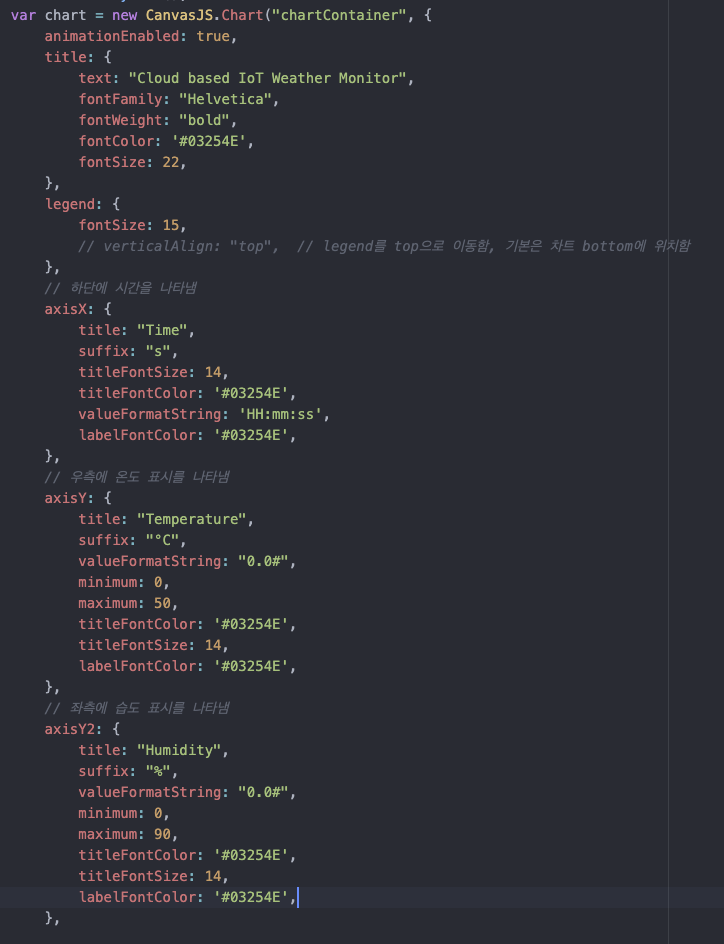 var chart = new CanvasJS.Chart("chartContainer", {
    animationEnabled: true,
    title: {
        text: "Cloud based IoT Weather Monitor",
        fontFamily: "Helvetica",
        fontWeight: "bold",
        fontColor: '#03254E',
        fontSize: 22,
    },
    legend: {
        fontSize: 15,
        // verticalAlign: "top",  // legend를 top으로 이동함, 기본은 차트 bottom에 위치함
    },
    // 하단에 시간을 나타냄
    axisX: {
        title: "Time",
        suffix: "s",
        titleFontSize: 14,
        titleFontColor: '#03254E',
        valueFormatString: 'HH:mm:ss',
        labelFontColor: '#03254E',
    },
    // 우측에 온도 표시를 나타냄
    axisY: {
        title: "Temperature",
        suffix: "°C",
        valueFormatString: "0.0#",
        minimum: 0,
        maximum: 50,
        titleFontColor: '#03254E',
        titleFontSize: 14,
        labelFontColor: '#03254E',
    },
    // 좌측에 습도 표시를 나타냄
    axisY2: {
        title: "Humidity",
        suffix: "%",
        valueFormatString: "0.0#",
        minimum: 0,
        maximum: 90,
        titleFontColor: '#03254E',
        titleFontSize: 14,
        labelFontColor: '#03254E',
    },